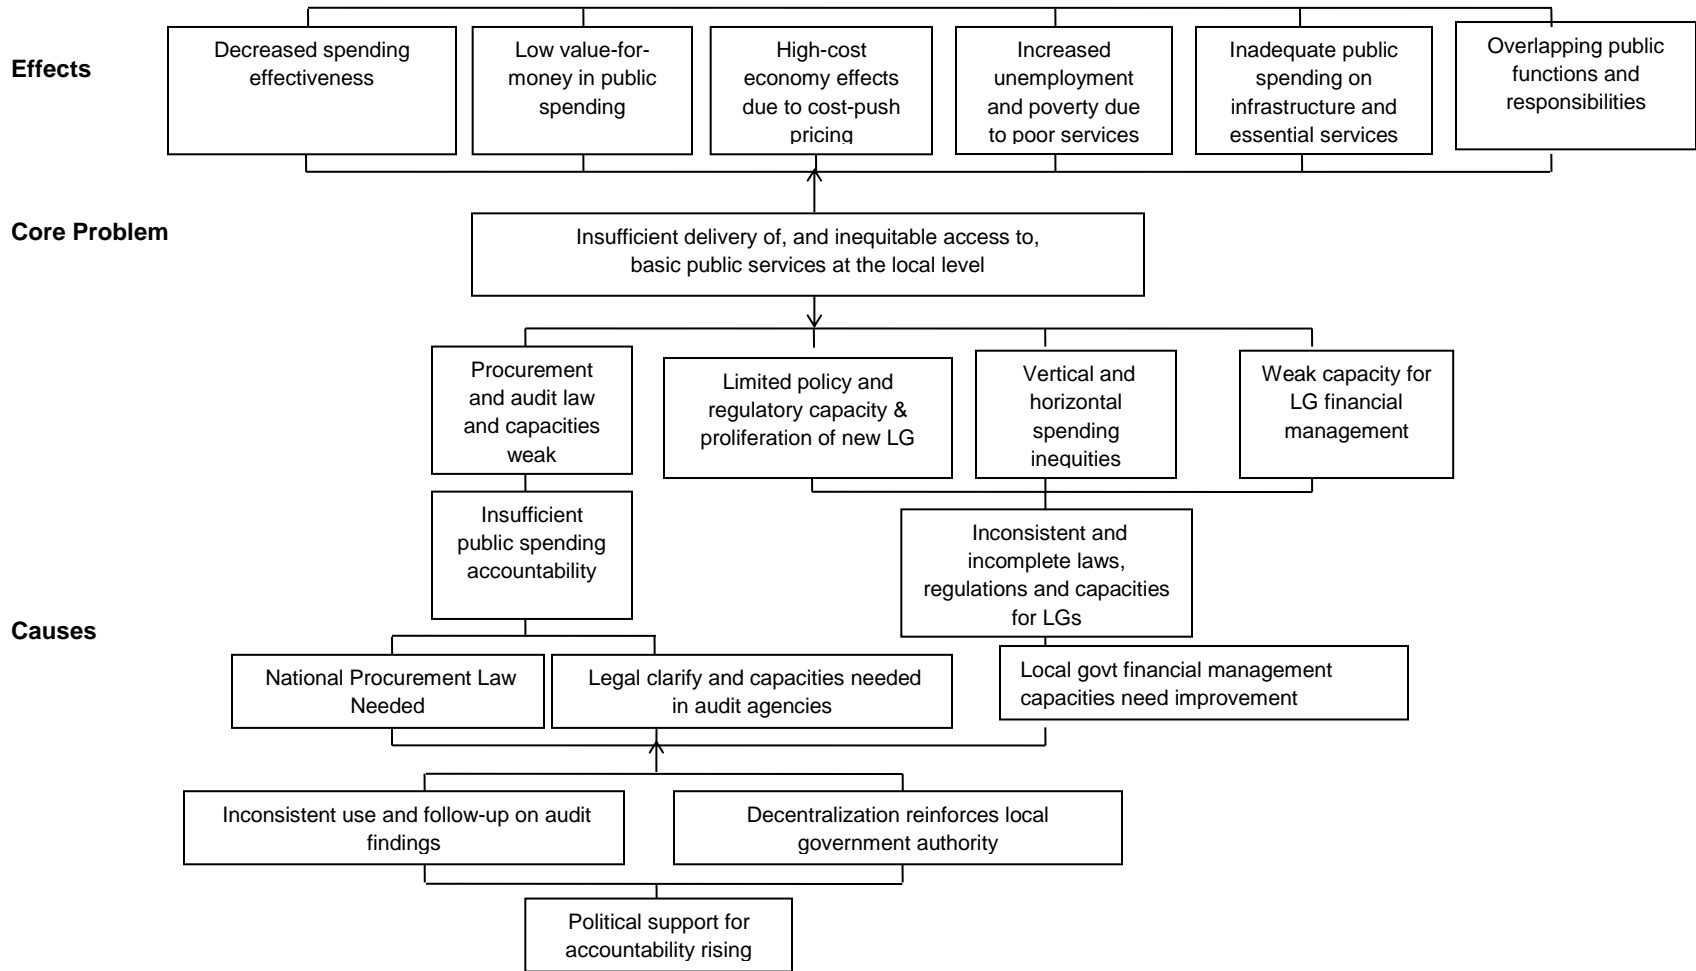 Effects
Decreased spending
effectiveness
Low value-for-
money in public
spending
High-cost
economy effects
due to cost-push
pricing
Increased
unemployment
and poverty due
to poor services
Inadequate public
spending on
infrastructure and
essential services
Overlapping public
functions and
responsibilities
Core Problem
Insufficient delivery of, and inequitable access to,
basic public services at the local level
Procurement
and audit law
and capacities
weak
Limited policy and
regulatory capacity &
proliferation of new LG
Vertical and
horizontal
spending
inequities
Weak capacity for
LG financial
management
Insufficient
public spending
accountability
Inconsistent and
incomplete laws,
regulations and capacities
for LGs
Causes
National Procurement Law
Needed
Legal clarify and capacities needed
in audit agencies
Local govt financial management
capacities need improvement
Inconsistent use and follow-up on audit
findings
Decentralization reinforces local
government authority
Political support for
accountability rising